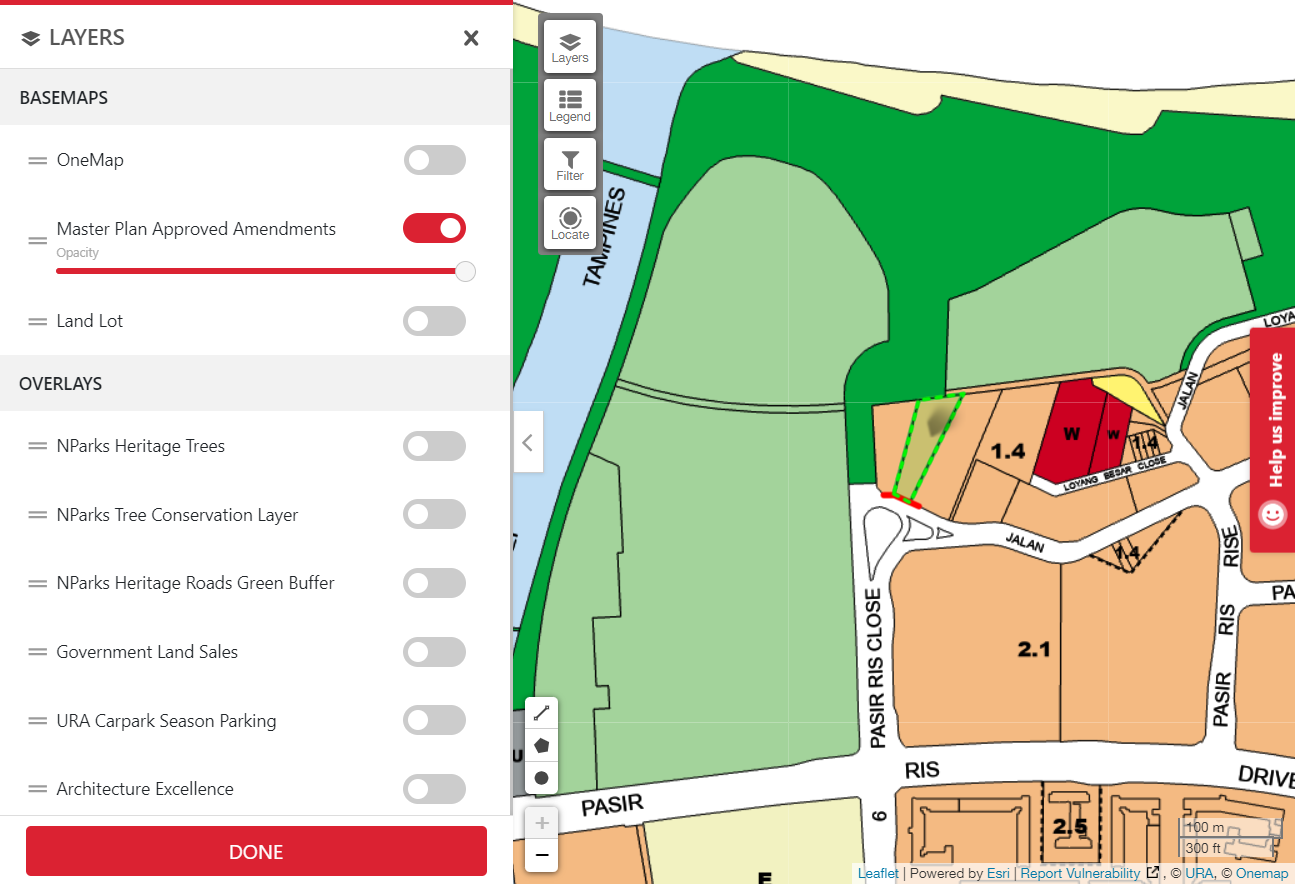 LAYERS
BASEMAPS
OneMap
Master Plan Approved Amendments
Opacity
Land Lot
OVERLAYS
NParks Heritage Trees
NParks Tree Conservation Layer
NParks Heritage Roads Green Buffer
Government Land Sales
URA Carpark Season Parking
Architecture Excellence
DONE
Layers
Legend
Filter
Locate
TAMPINES
LOYA
JALAN
W
W
1.4
1.4
LOYANG BESAR CLOSE
Help us improve
JALAN
1.4
RISE
PA
RIS
PASIR
PASIR RIS CLOSE
2.1
U
RIS
DRIVE
PASIR
6
2.5
E
100 m
300 ft
Leaflet | Powered by Esri | Report Vulnerability , © URA, © Onemap